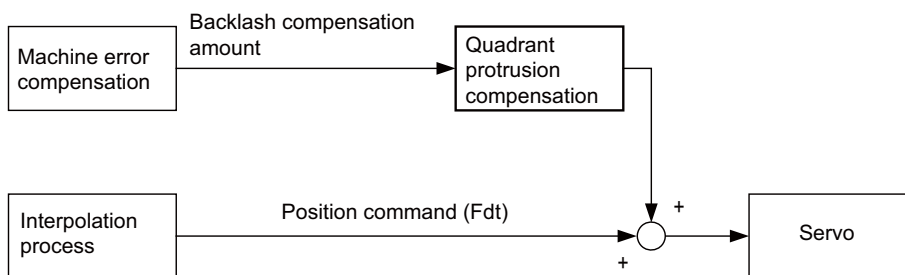 Backlash compensation
amount
Machine error
compensation
Quadrant
protrusion
compensation
+
Position command (Fdt)
Interpolation
process
Servo
+